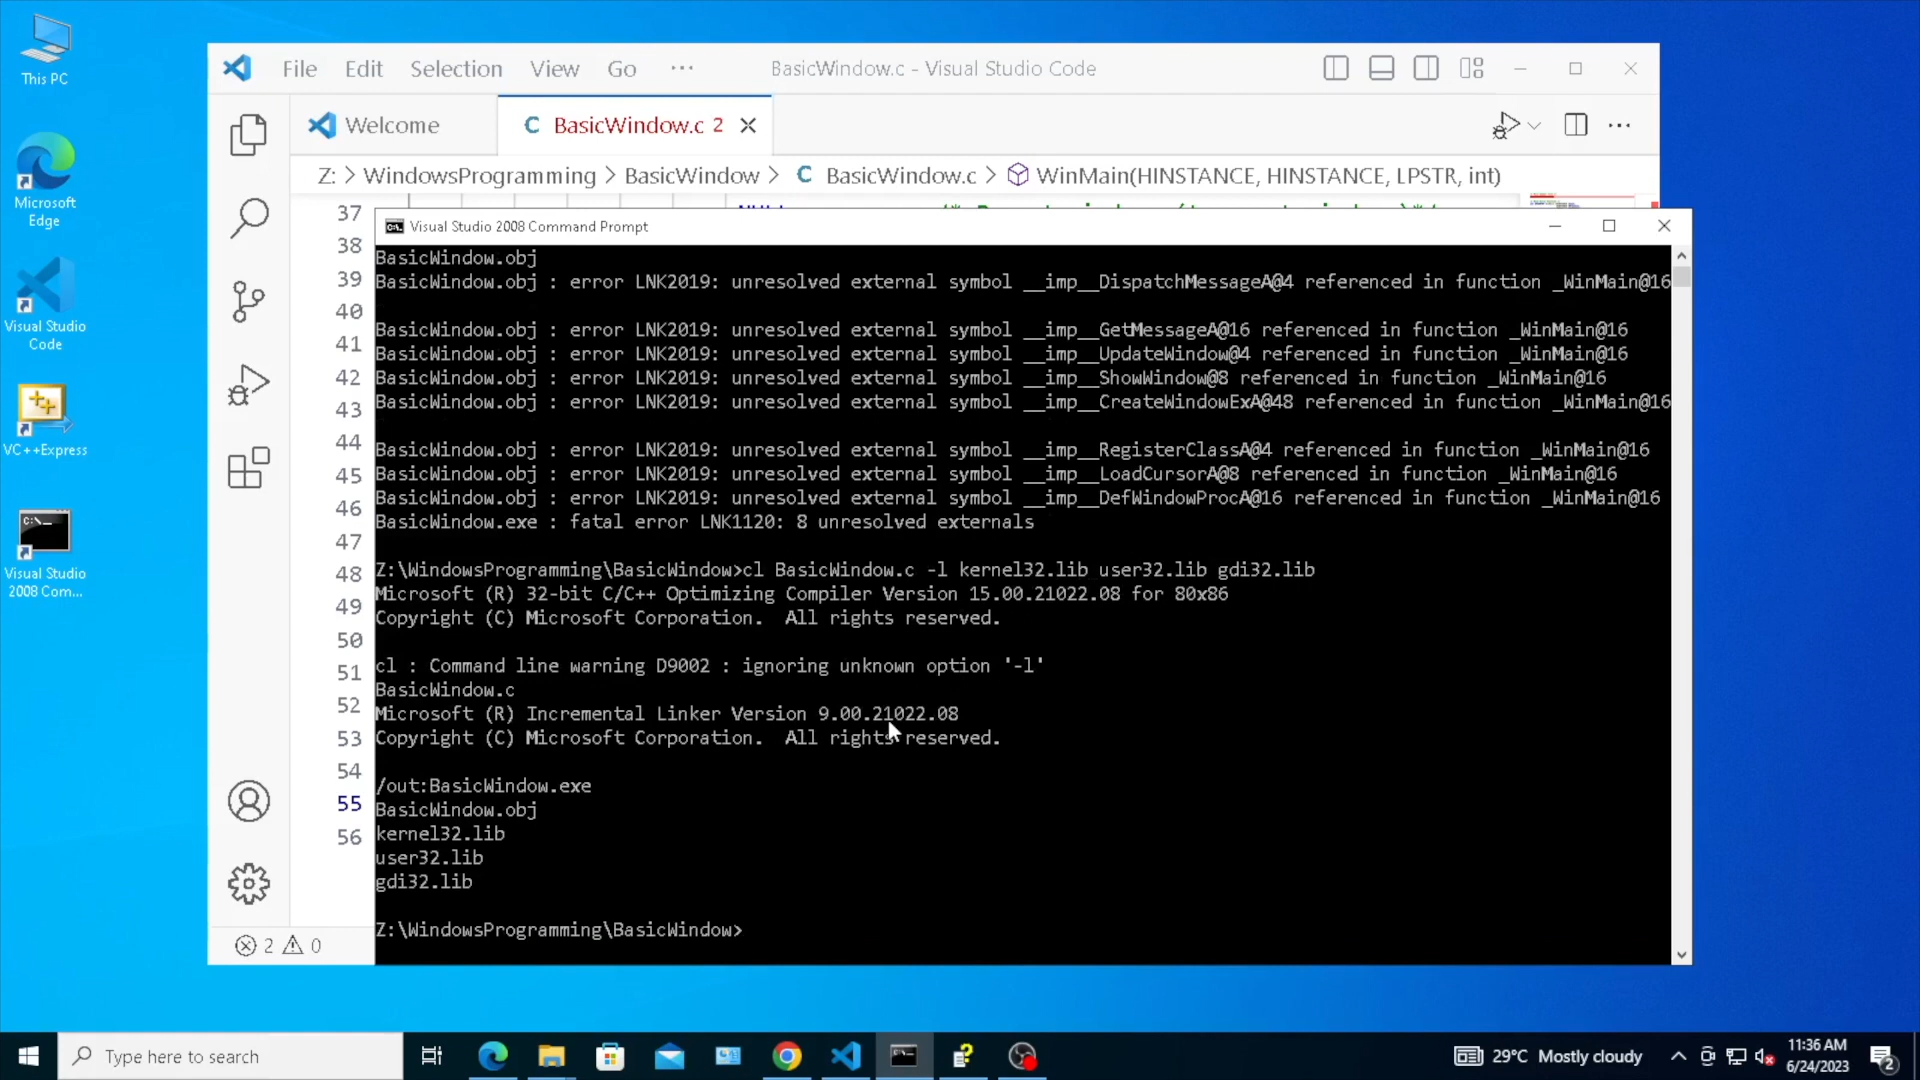 This PC
Microsoft
Edge
Visual Studio
Code
VC++Express
Visual Studio
2008 Com...
File Edit Selection View Go ···
BasicWindow.c - Visual Studio Code
Welcome
C BasicWindow.c 2
Z: > WindowsProgramming > BasicWindow > C BasicWindow.c > WinMain(HINSTANCE, HINSTANCE, LPSTR, int)
37
38
39
40
41
42
43
44
45
46
47
48
49
50
51
52
53
54
55
56
Visual Studio 2008 Command Prompt
BasicWindow.obj
BasicWindow.obj : error LNK2019: unresolved external symbol __imp__DispatchMessageA@4 referenced in function _WinMain@16
BasicWindow.obj : error LNK2019: unresolved external symbol __imp__GetMessageA@16 referenced in function _WinMain@16
BasicWindow.obj : error LNK2019: unresolved external symbol __imp__UpdateWindow@4 referenced in function _WinMain@16
BasicWindow.obj : error LNK2019: unresolved external symbol __imp__ShowWindow@8 referenced in function _WinMain@16
BasicWindow.obj : error LNK2019: unresolved external symbol __imp__CreateWindowExA@48 referenced in function _WinMain@16
BasicWindow.obj : error LNK2019: unresolved external symbol __imp__RegisterClassA@4 referenced in function _WinMain@16
BasicWindow.obj : error LNK2019: unresolved external symbol __imp__LoadCursorA@8 referenced in function _WinMain@16
BasicWindow.obj : error LNK2019: unresolved external symbol __imp__DefWindowProcA@16 referenced in function _WinMain@16
BasicWindow.exe : fatal error LNK1120: 8 unresolved externals
Z:\WindowsProgramming\BasicWindow>cl BasicWindow.c -l kernel32.lib user32.lib gdi32.lib
Microsoft (R) 32-bit C/C++ Optimizing Compiler Version 15.00.21022.08 for 80x86
Copyright (C) Microsoft Corporation.  All rights reserved.
cl : Command line warning D9002 : ignoring unknown option '-l'
BasicWindow.c
Microsoft (R) Incremental Linker Version 9.00.21022.08
Copyright (C) Microsoft Corporation.  All rights reserved.
/out:BasicWindow.exe
BasicWindow.obj
kernel32.lib
user32.lib
gdi32.lib
Z:\WindowsProgramming\BasicWindow>
2 0
Type here to search
29°C Mostly cloudy
11:36 AM
6/24/2023
2